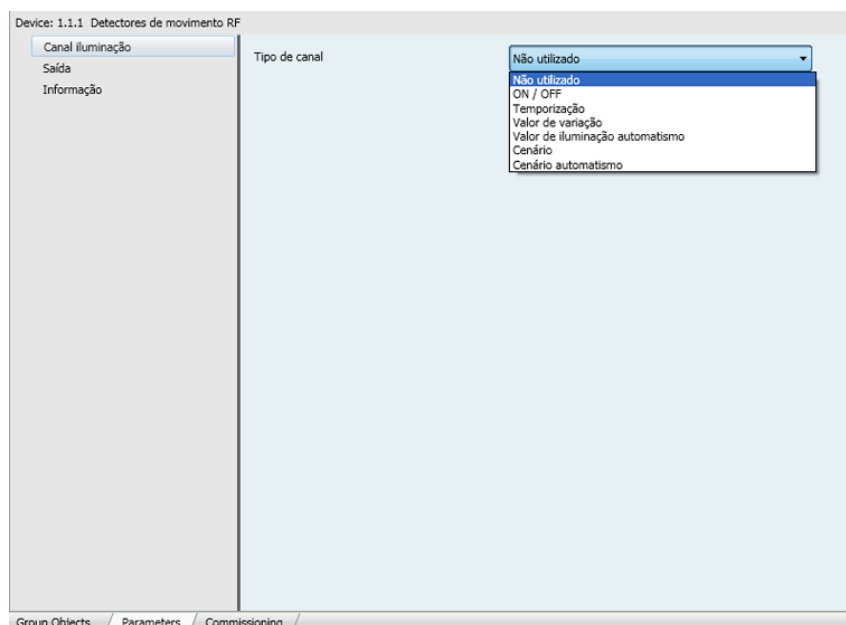 Device: 1.1.1 Detectores de movimento RF
Canal iluminação
Saída
Informação
Tipo de canal
Não utilizado
Não utilizado
ON / OFF
Temporização
Valor de variação
Valor de iluminação automatismo
Cenário
Cenário automatismo
Group Objects
Parameters
Commissioning